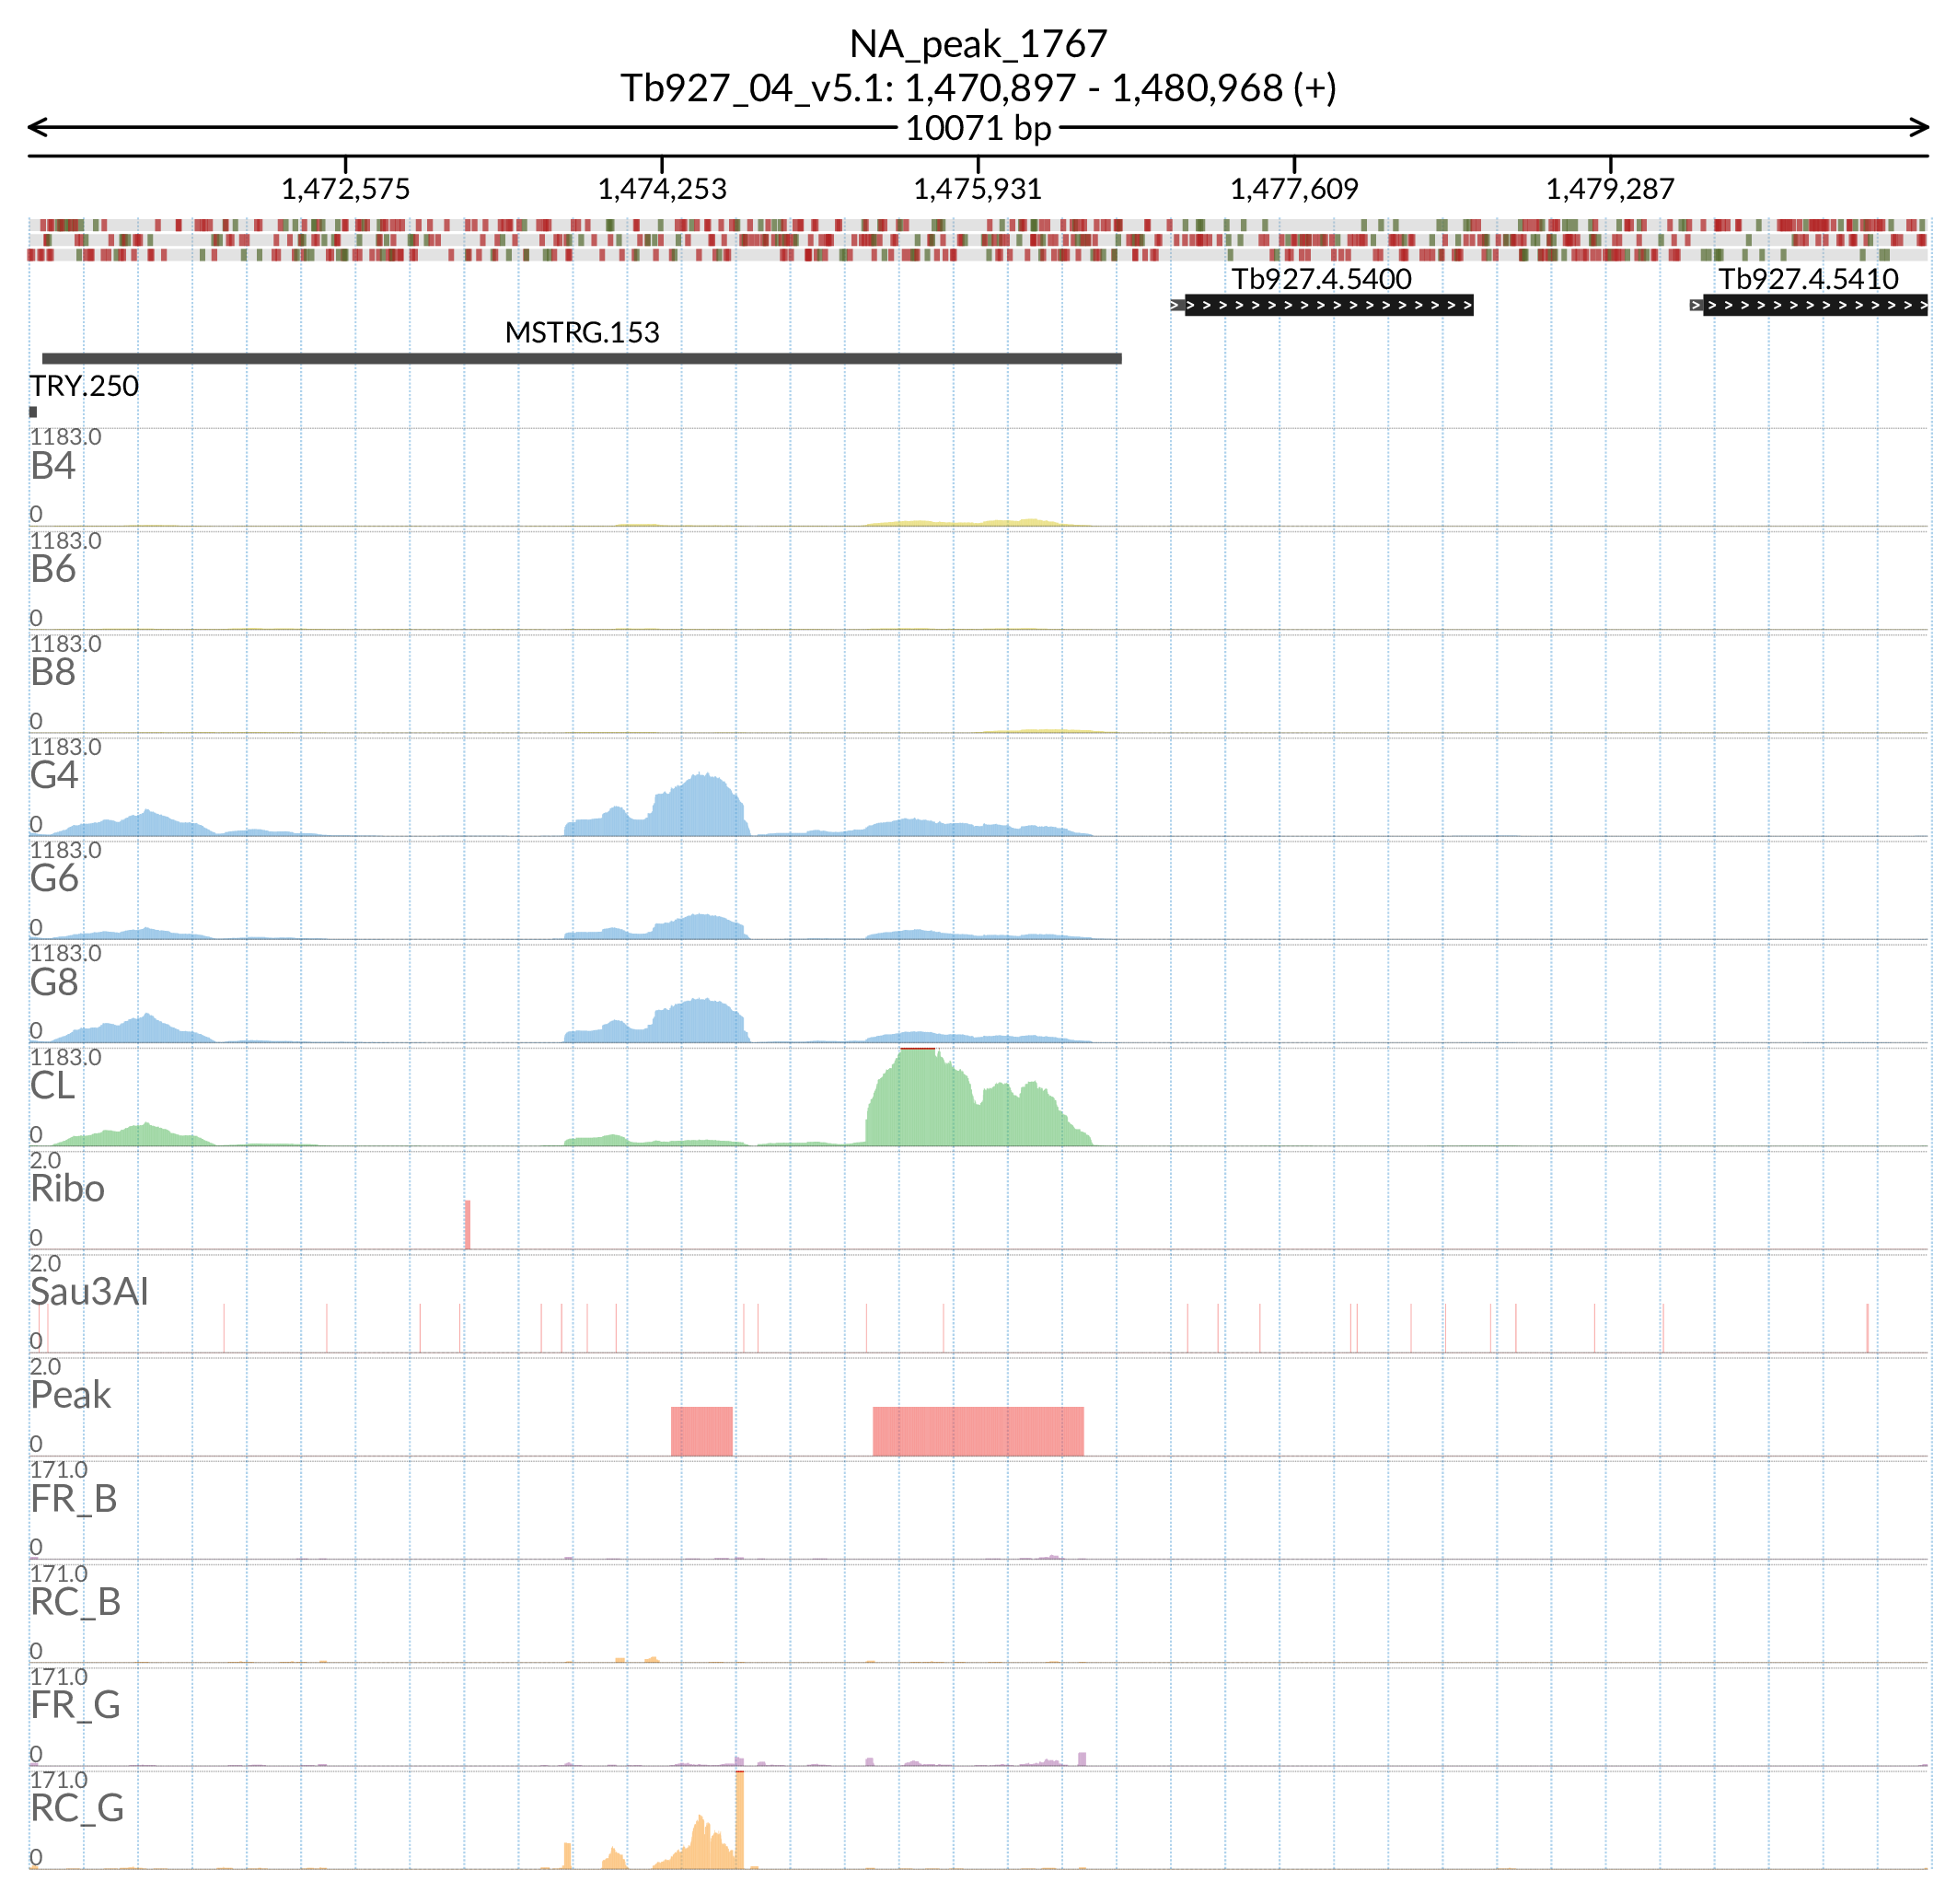 NA_peak_1767
Tb927_04_v5.1: 1,470,897 - 1,480,968 (+)
10071 bp
1,472,575 1,474,253 1,475,931 1,477,609 1,479,287
Tb927.4.5400 Tb927.4.5410
MSTRG.153
TRY.250
1183.0
B4
0
1183.0
B6
0
1183.0
B8
0
1183.0
G4
0
1183.0
G6
0
1183.0
G8
0
1183.0
CL
0
2.0
Ribo
0
2.0
Sau3AI
0
2.0
Peak
0
171.0
FR_B
0
171.0
RC_B
0
171.0
FR_G
0
171.0
RC_G
0